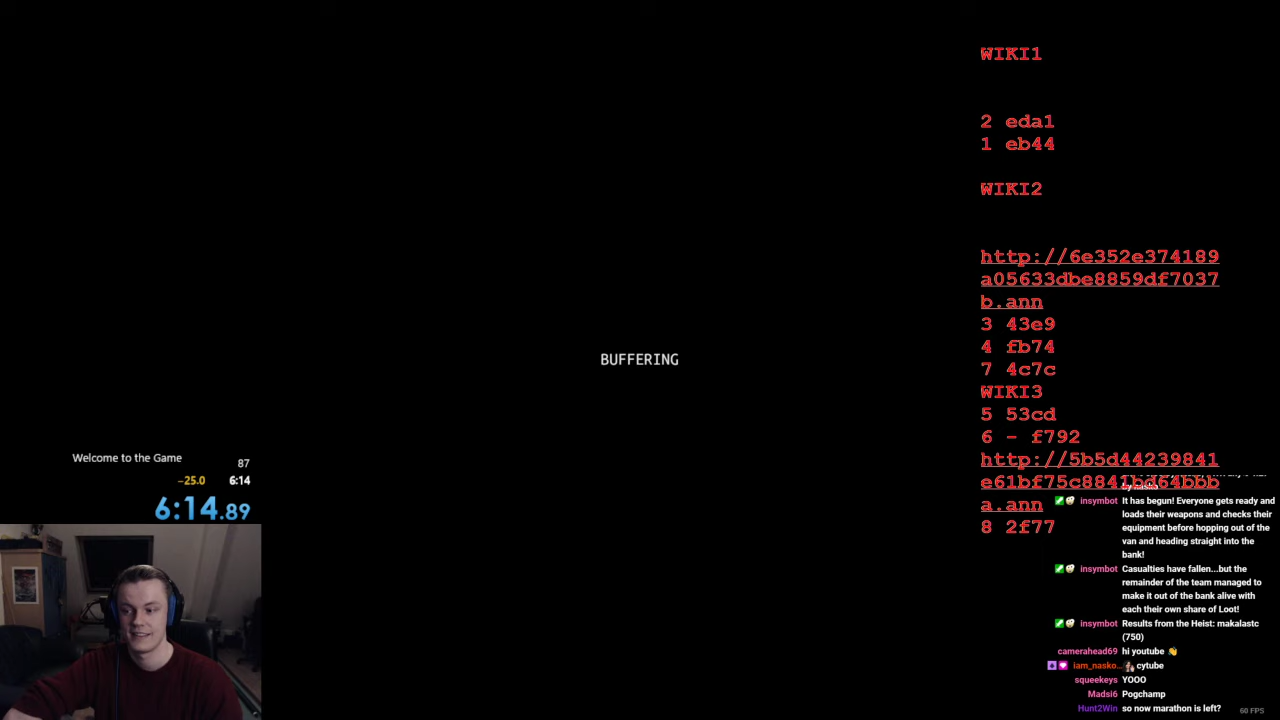 WIKI1
2 eda1
1 eb44
WIKI2
http://6e352e374189
a05633dbe8859df7037
b.ann
3 43e9
4 fb74
7 4c7c
WIKI3
5 53cd
6 - f792
http://5b5d44239841
e61bf75c8841bd64bbb
a.ann
8 2f77
BUFFERING
Welcome to the Game
87
-25.0 6:14
6:14.89
insymbot It has begun! Everyone gets ready and
loads their weapons and checks their
equipment before hopping out of the
van and heading straight into the
bank!
insymbot Casualties have fallen...but the
remainder of the team managed to
make it out of the bank alive with
each their own share of Loot!
insymbot Results from the Heist: makalastc
(750)
camerahead69 hi youtube 👋
iam_nasko... cytube
squeekeys YOOO
Madsi6 Pogchamp
Hunt2Win so now marathon is left?
60 FPS